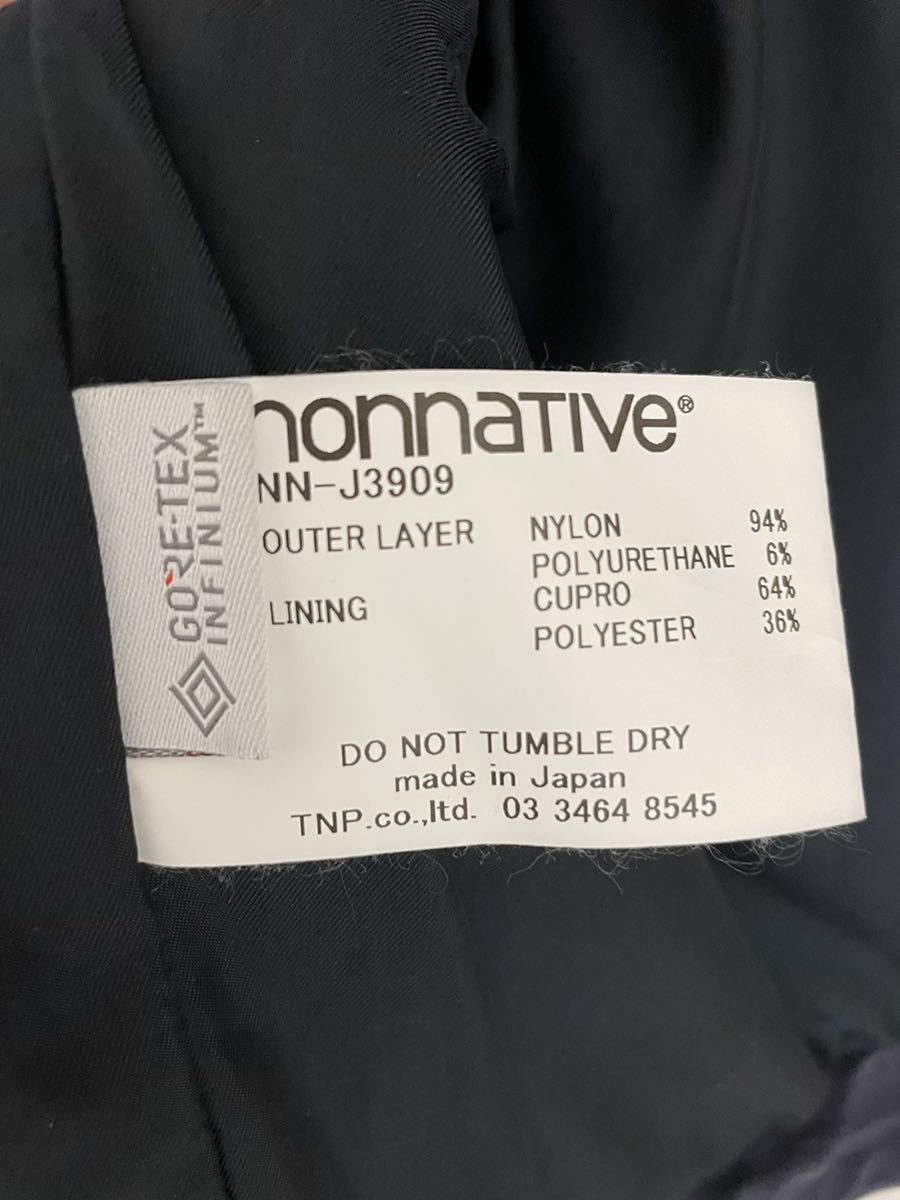 nonnaTIVe®
NN-J3909
OUTER LAYER NYLON 94%
POLYURETHANE 6%
LINING CUPRO 64%
POLYESTER 36%
DO NOT TUMBLE DRY
made in Japan
TNP.co.,ltd. 03 3464 8545
GORE-TEX
INFINIUM™